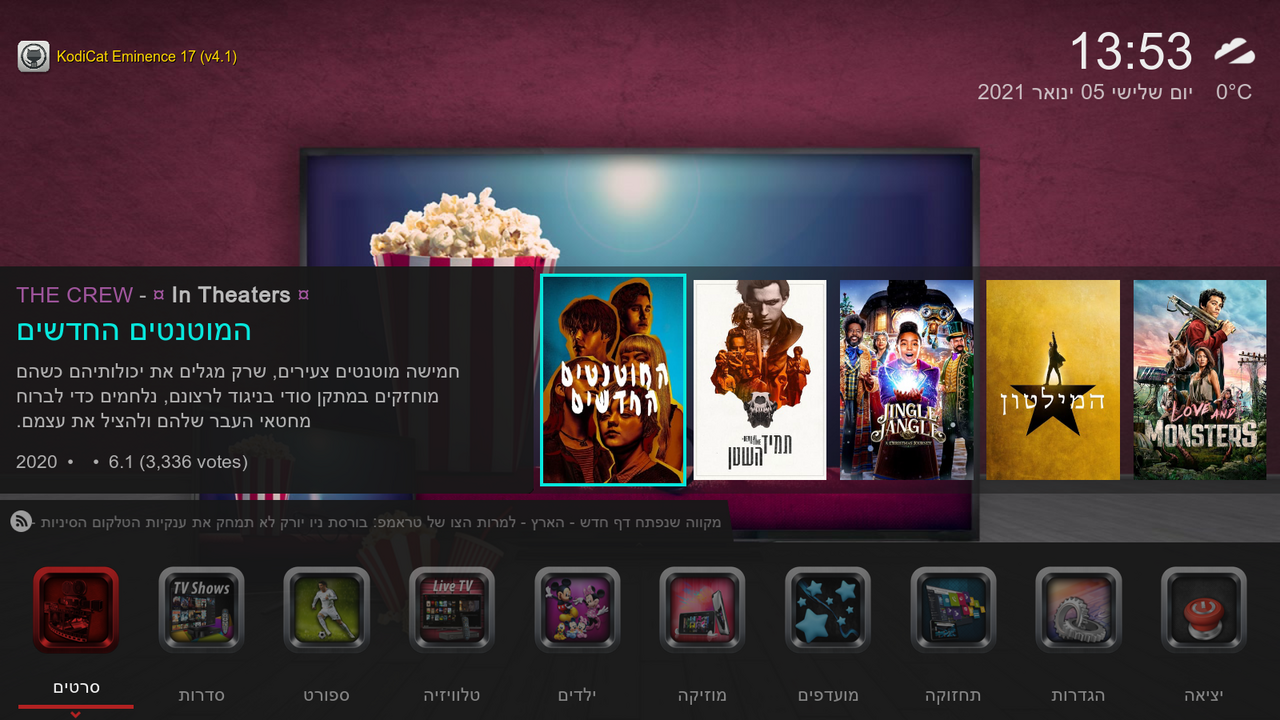 KodiCat Eminence 17 (v4.1)
13:53
יום שלישי 05 ינואר 2021
0°C
THE CREW - ¤ In Theaters ¤
המוטנטים החדשים
חמישה מוטנטים צעירים, שרק מגלים את יכולותיהם כשהם
מוחזקים במתקן סודי בניגוד לרצונם, נלחמים כדי לברוח
מחטאי העבר שלהם ולהציל את עצמם.
2020 • • 6.1 (3,336 votes)
המוטנטים
החדשים
תמיד
השטן
JINGLE
JANGLE
המילטון
LOVE AND
MONSTERS
מקווה שנפתח דף חדש - הארץ - למרות הצו של טראמפ: בורסת ניו יורק לא תמחק את ענקיות הטלקום הסיניות -
TV Shows
Live TV
סרטים
סדרות
ספורט
טלוויזיה
ילדים
מוזיקה
מועדפים
תחזוקה
הגדרות
יציאה